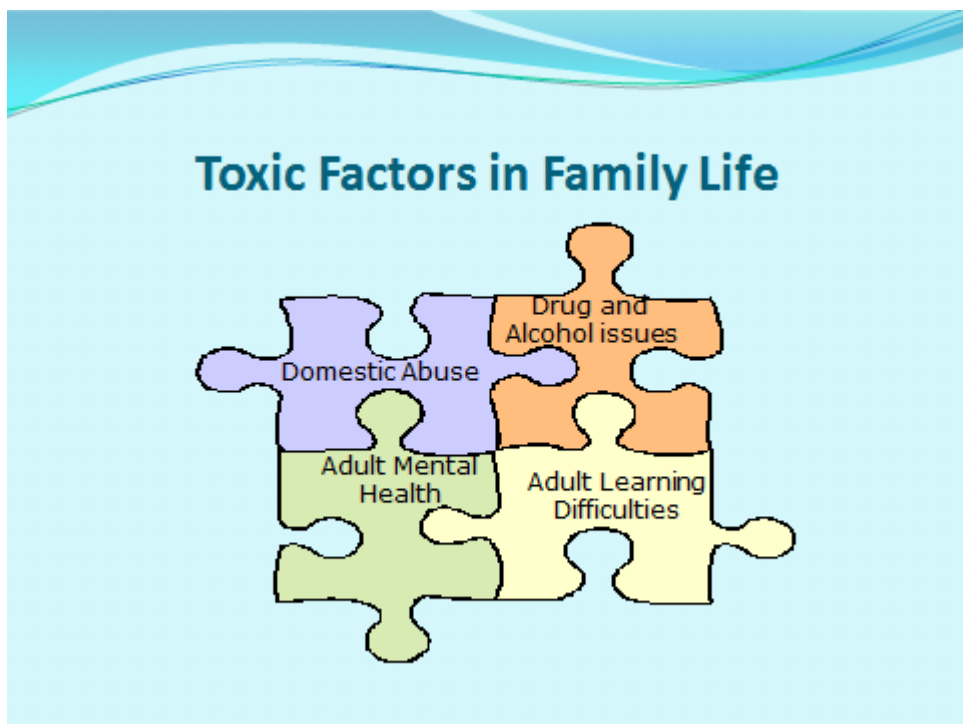 Toxic Factors in Family Life
Drug and
Alcohol issues
Domestic Abuse
Adult Mental
Health
Adult Learning
Difficulties